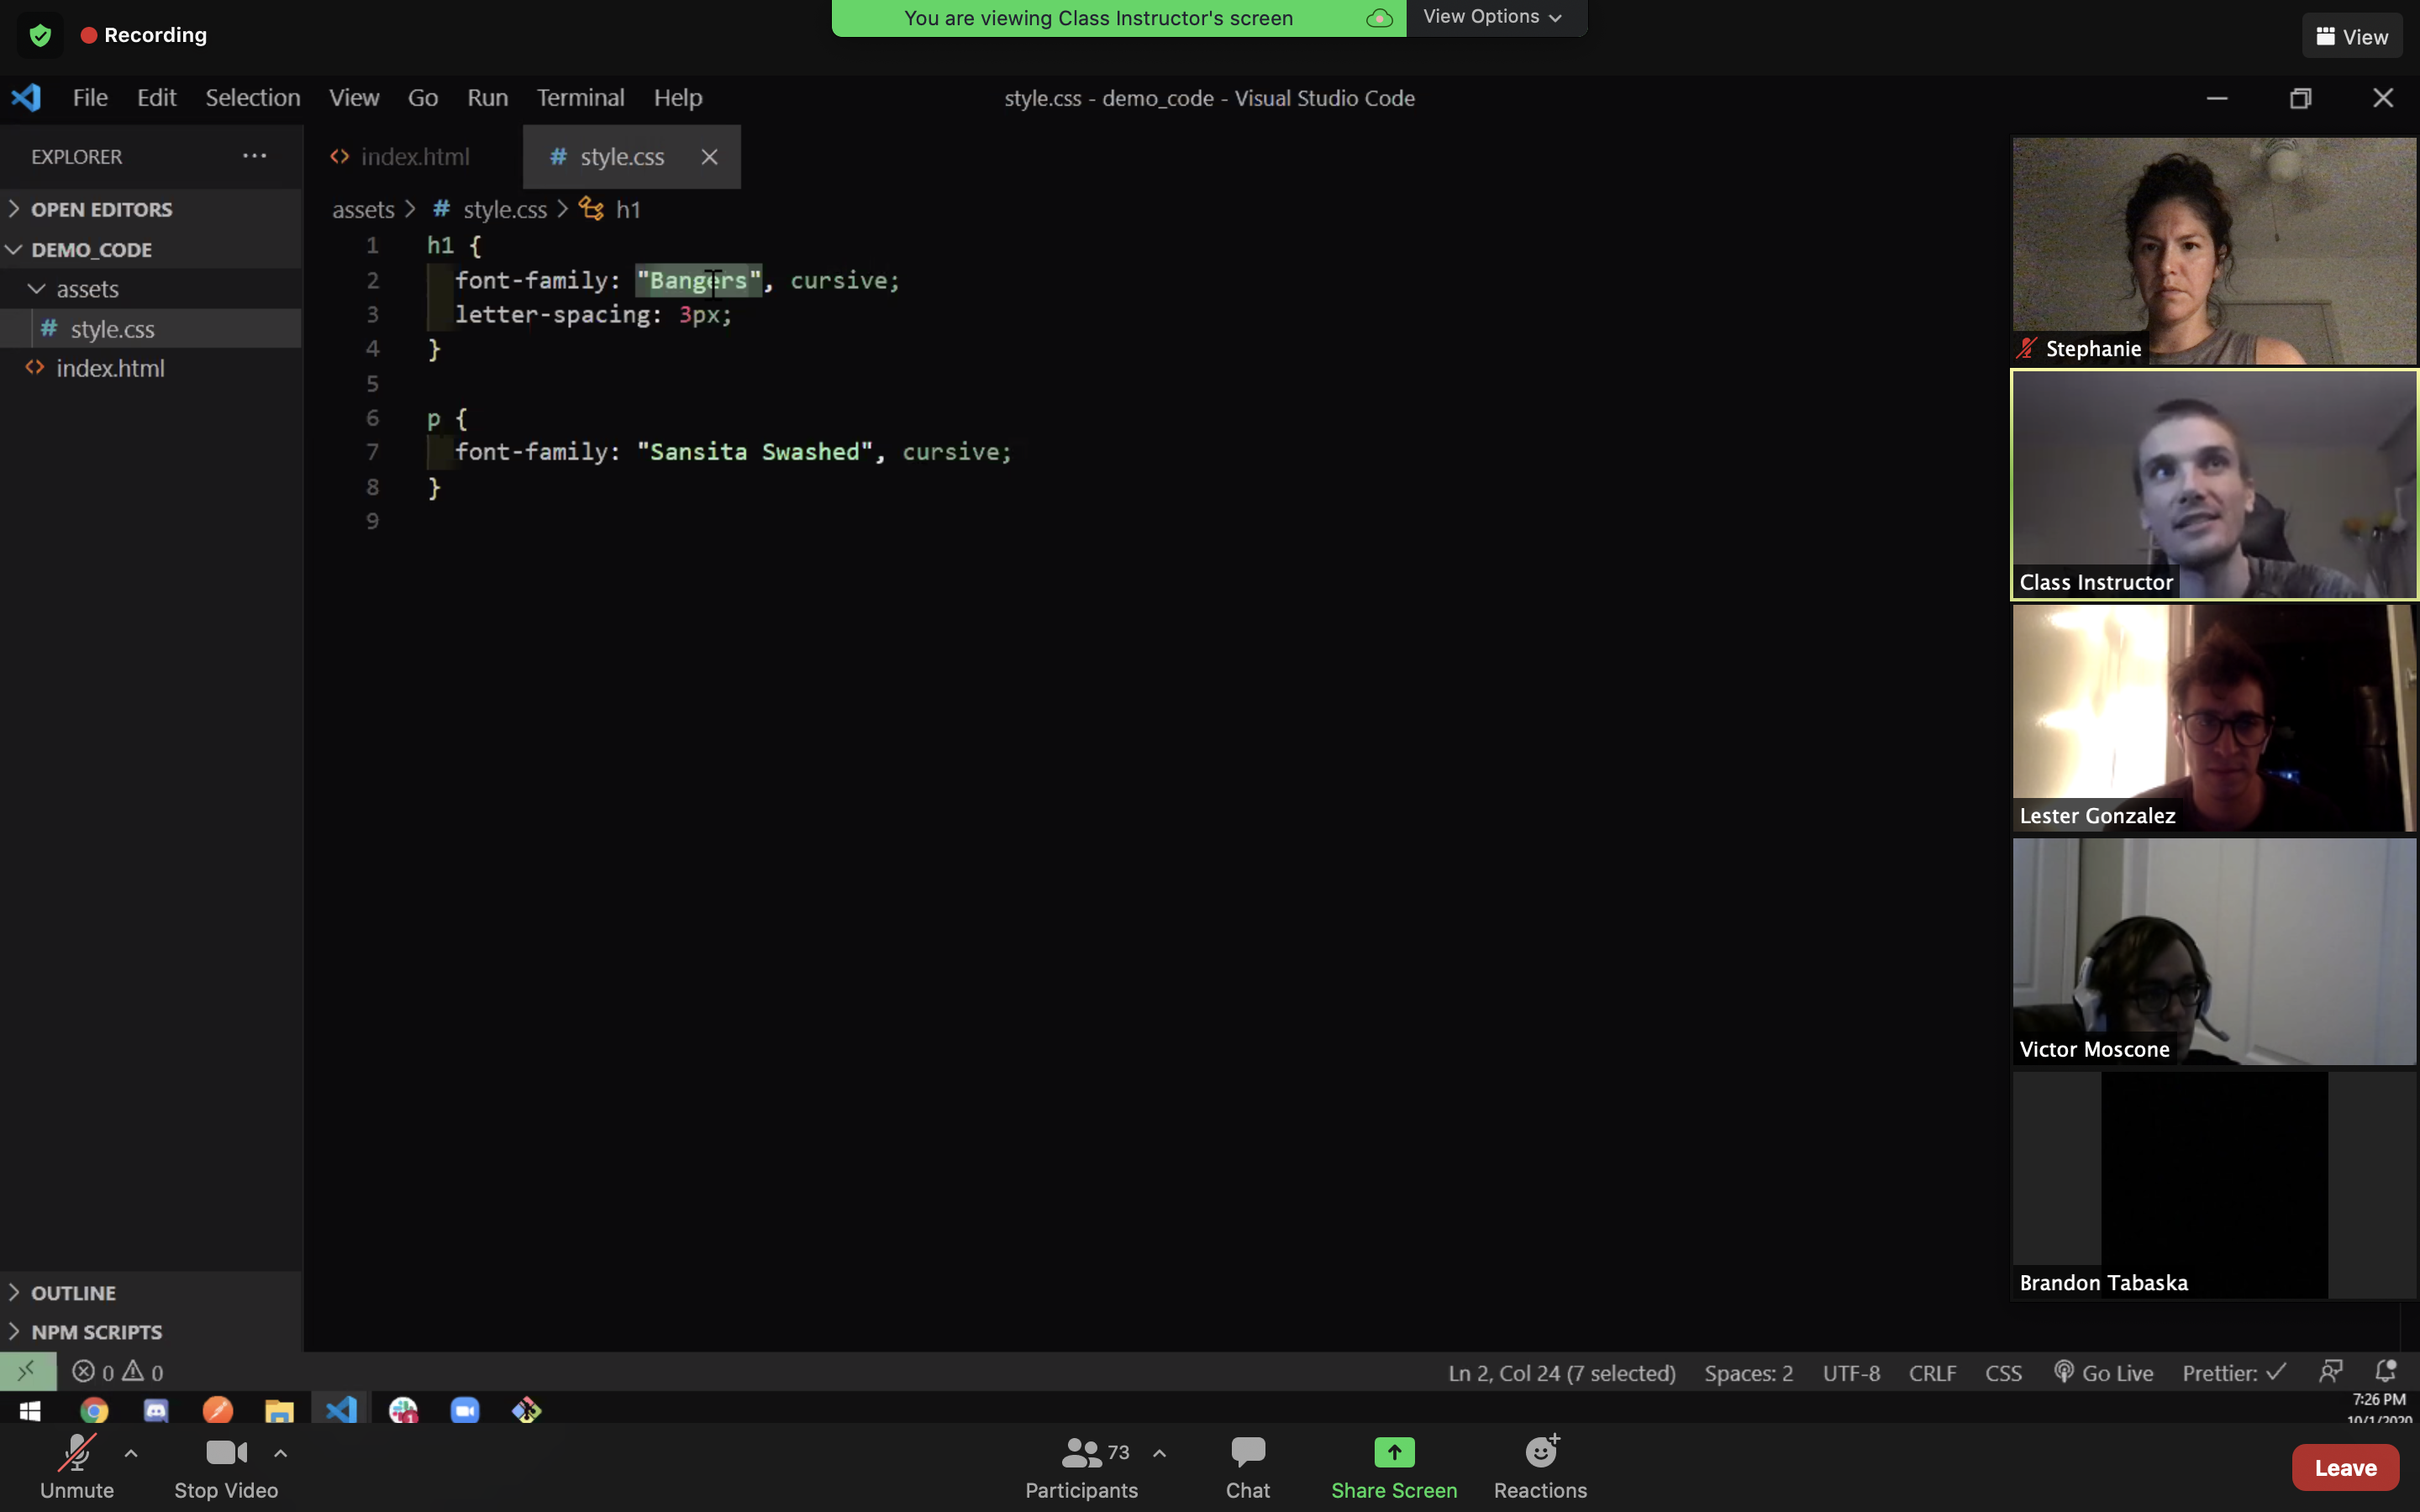 Recording
You are viewing Class Instructor's screen
View Options
View
File Edit Selection View Go Run Terminal Help
style.css - demo_code - Visual Studio Code
EXPLORER
index.html
# style.css
OPEN EDITORS
DEMO_CODE
assets
# style.css
index.html
assets > # style.css > h1
1 h1 {
2 font-family: "Bangers", cursive;
3 letter-spacing: 3px;
4 }
5
6 p {
7 font-family: "Sansita Swashed", cursive;
8 }
9
Stephanie
Class Instructor
Lester Gonzalez
Victor Moscone
Brandon Tabaska
OUTLINE
NPM SCRIPTS
0 0
Ln 2, Col 24 (7 selected) Spaces: 2 UTF-8 CRLF CSS Go Live Prettier: ✓
1
7:26 PM
10/1/2020
Unmute
Stop Video
73
Participants
Chat
Share Screen
Reactions
Leave